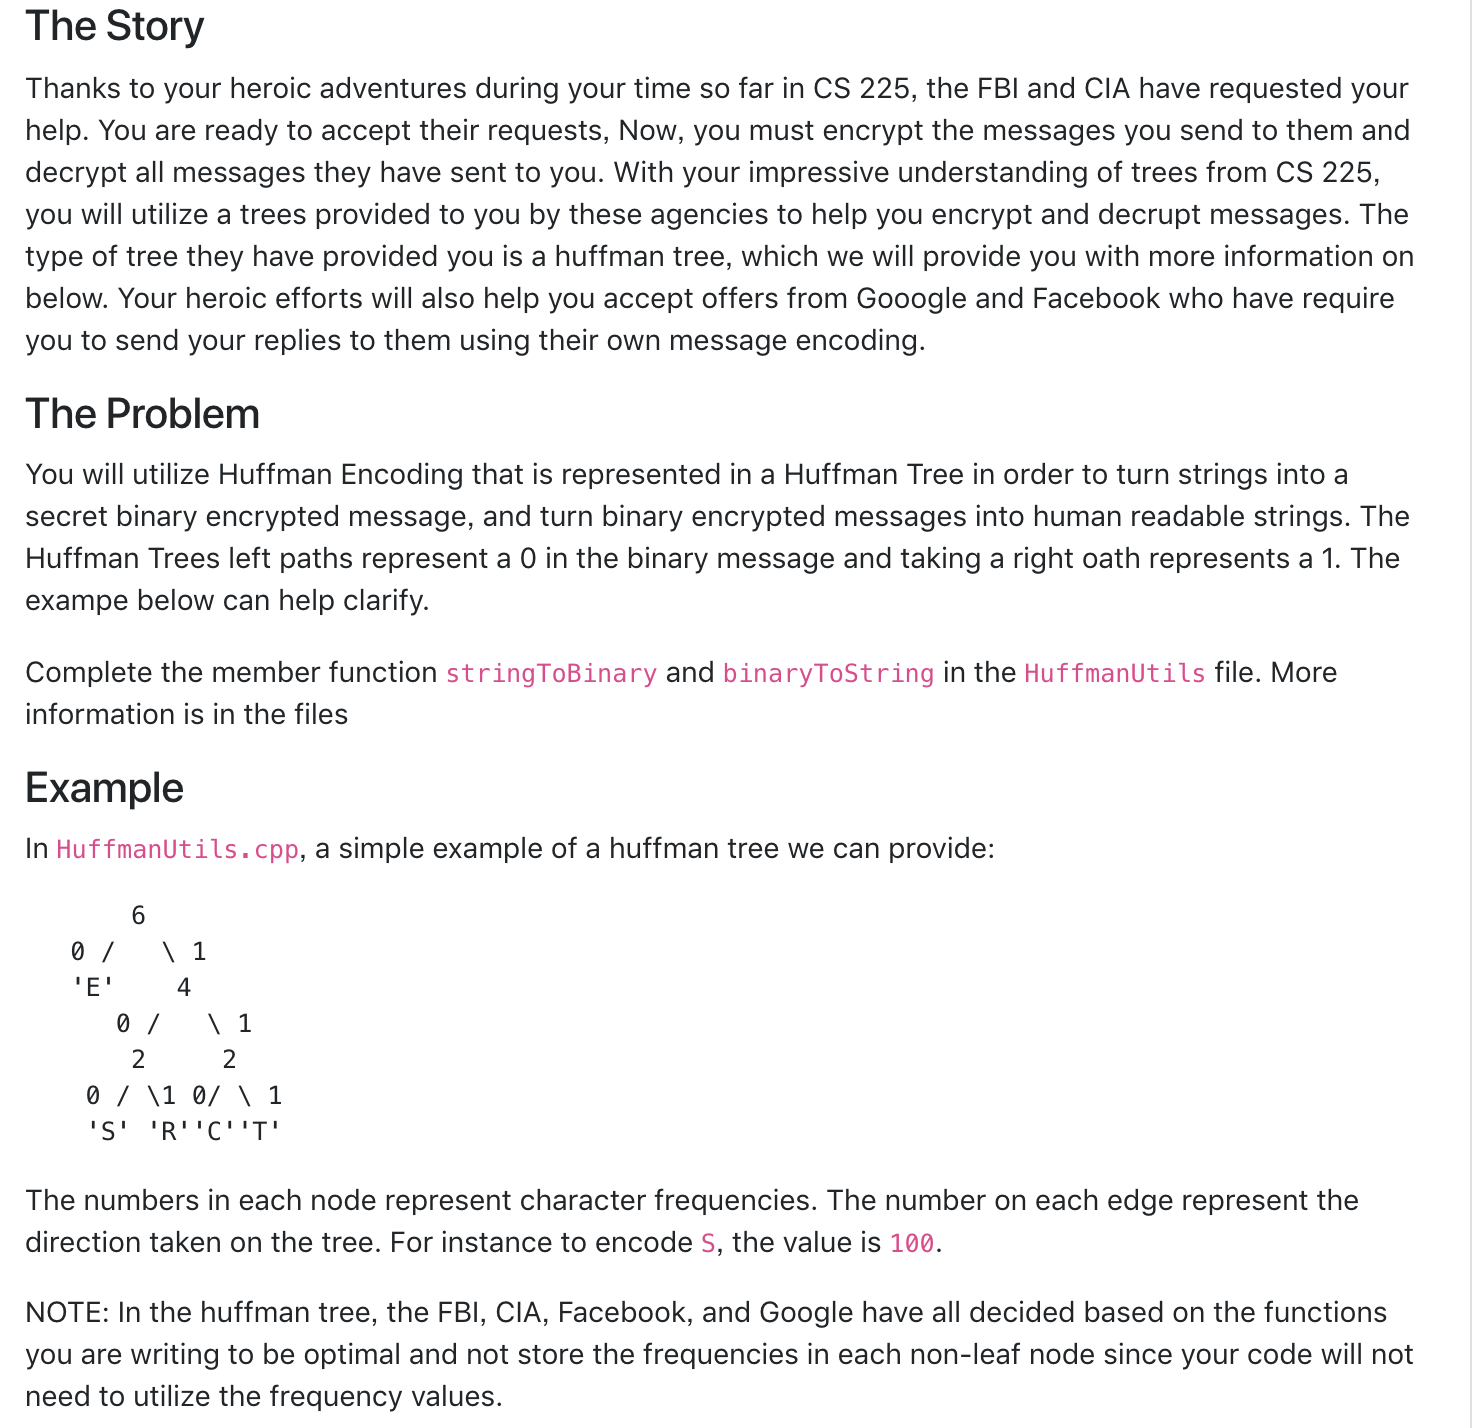 The Story
Thanks to your heroic adventures during your time so far in CS 225, the FBI and CIA have requested your
help. You are ready to accept their requests, Now, you must encrypt the messages you send to them and
decrypt all messages they have sent to you. With your impressive understanding of trees from CS 225,
you will utilize a trees provided to you by these agencies to help you encrypt and decrupt messages. The
type of tree they have provided you is a huffman tree, which we will provide you with more information on
below. Your heroic efforts will also help you accept offers from Gooogle and Facebook who have require
you to send your replies to them using their own message encoding.
The Problem
You will utilize Huffman Encoding that is represented in a Huffman Tree in order to turn strings into a
secret binary encrypted message, and turn binary encrypted messages into human readable strings. The
Huffman Trees left paths represent a 0 in the binary message and taking a right oath represents a 1. The
exampe below can help clarify.
Complete the member function stringToBinary and binaryToString in the HuffmanUtils file. More
information is in the files
Example
In HuffmanUtils.cpp, a simple example of a huffman tree we can provide:
6
0 /   \ 1
'E'    4
0 /   \ 1
2     2
0 / \1 0/ \ 1
'S' 'R''C''T'
The numbers in each node represent character frequencies. The number on each edge represent the
direction taken on the tree. For instance to encode S, the value is 100.
NOTE: In the huffman tree, the FBI, CIA, Facebook, and Google have all decided based on the functions
you are writing to be optimal and not store the frequencies in each non-leaf node since your code will not
need to utilize the frequency values.